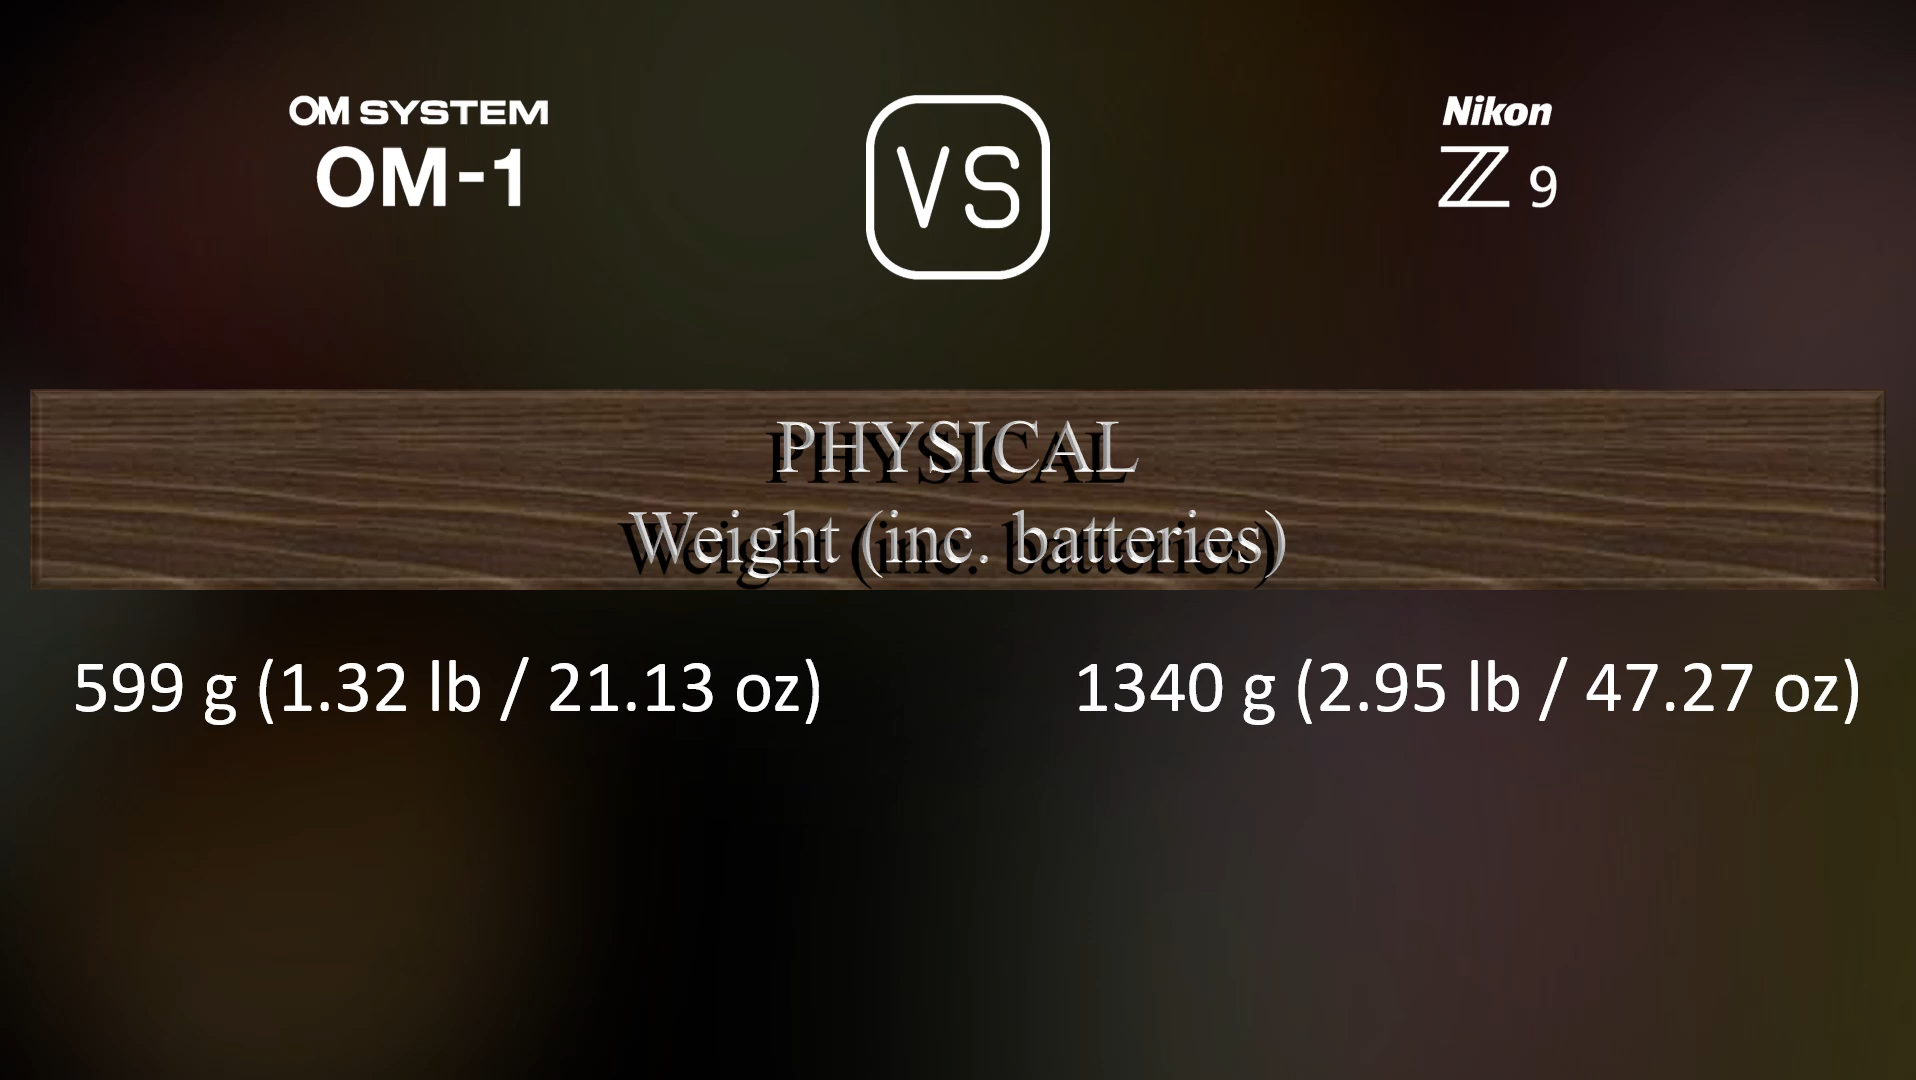 OM SYSTEM
OM-1
VS
Nikon
Z 9
PHYSICAL
Weight (inc. batteries)
599 g (1.32 lb / 21.13 oz)
1340 g (2.95 lb / 47.27 oz)